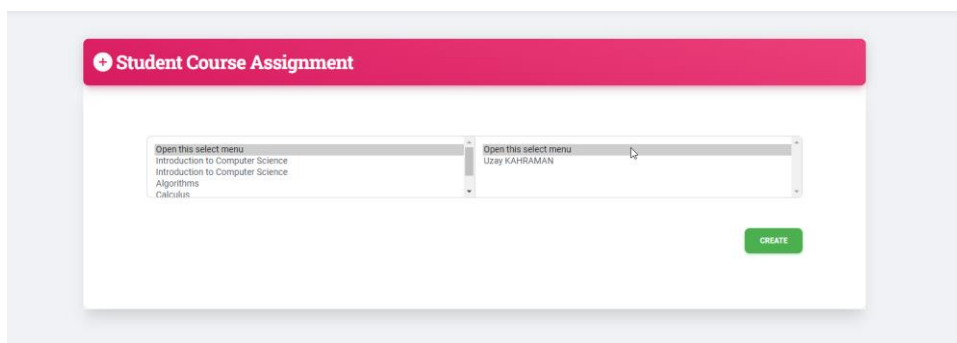 Student Course Assignment
Open this select menu
Introduction to Computer Science
Introduction to Computer Science
Algorithms
Calculus
Open this select menu
Uzay KAHRAMAN
CREATE